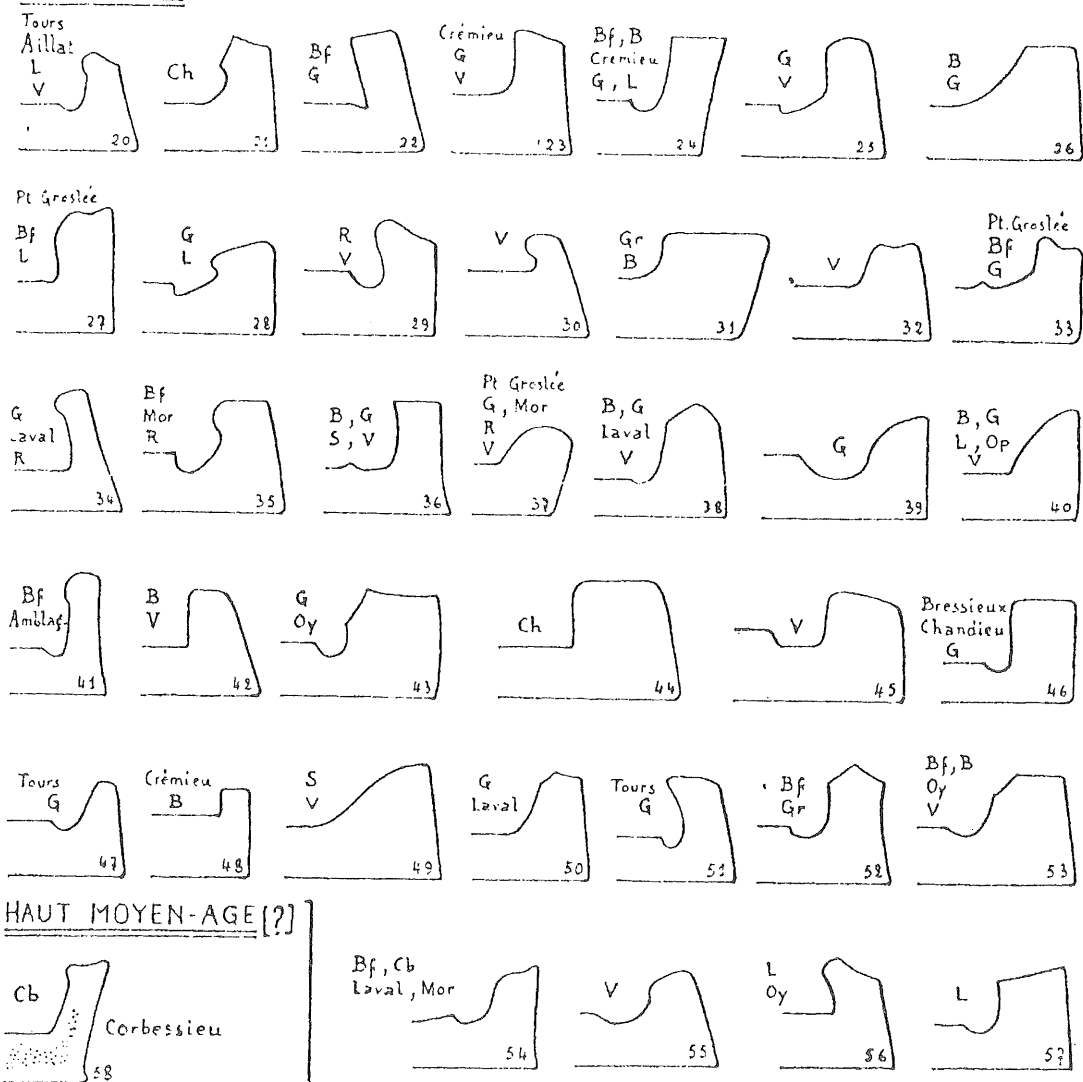 Tours
Aillat
L
V
20
Ch
21
Bf
G
22
Crémieu
G
V
23
Bf, B
Cremieu
G, L
24
G
V
25
B
G
26
Pt Groslée
Bf
L
27
G
L
28
R
V
29
V
30
Gr
B
31
V
32
Pt. Groslée
Bf
G
33
G
Laval
R
34
Bf
Mor
R
35
B, G
S, V
36
Pt Groslée
G, Mor
R
V
37
B, G
Laval
V
38
G
39
B, G
L, Op
V
40
Bf
Amblag.
41
B
V
42
G
Oy
43
Ch
44
V
45
Bressieux
Chandieu
G
46
Tours
G
47
Crémieu
B
48
S
V
49
G
Laval
50
Tours
G
51
Bf
Gr
52
Bf, B
Oy
V
53
HAUT MOYEN-AGE [?]
Cb
Corbessieu
58
Bf, Cb
Laval, Mor
54
V
55
L
Oy
56
L
57